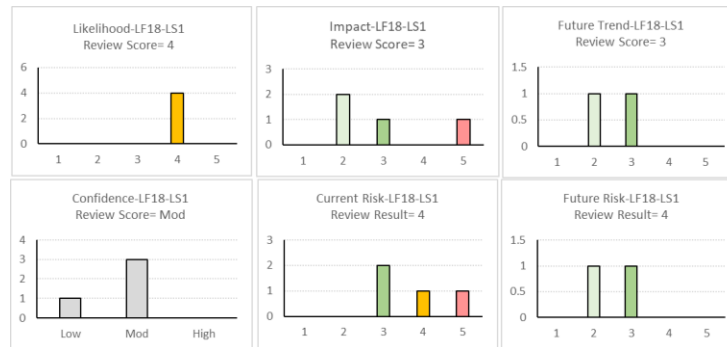 Likelihood-LF18-LS1
Review Score= 4
6
4
2
0
1 2 3 4 5
Impact-LF18-LS1
Review Score= 3
3
2
1
0
1 2 3 4 5
Future Trend-LF18-LS1
Review Score= 3
1.5
1
0.5
0
1 2 3 4 5
Confidence-LF18-LS1
Review Score= Mod
4
3
2
1
0
Low Mod High
Current Risk-LF18-LS1
Review Result= 4
3
2
1
0
1 2 3 4 5
Future Risk-LF18-LS1
Review Result= 4
1.5
1
0.5
0
1 2 3 4 5